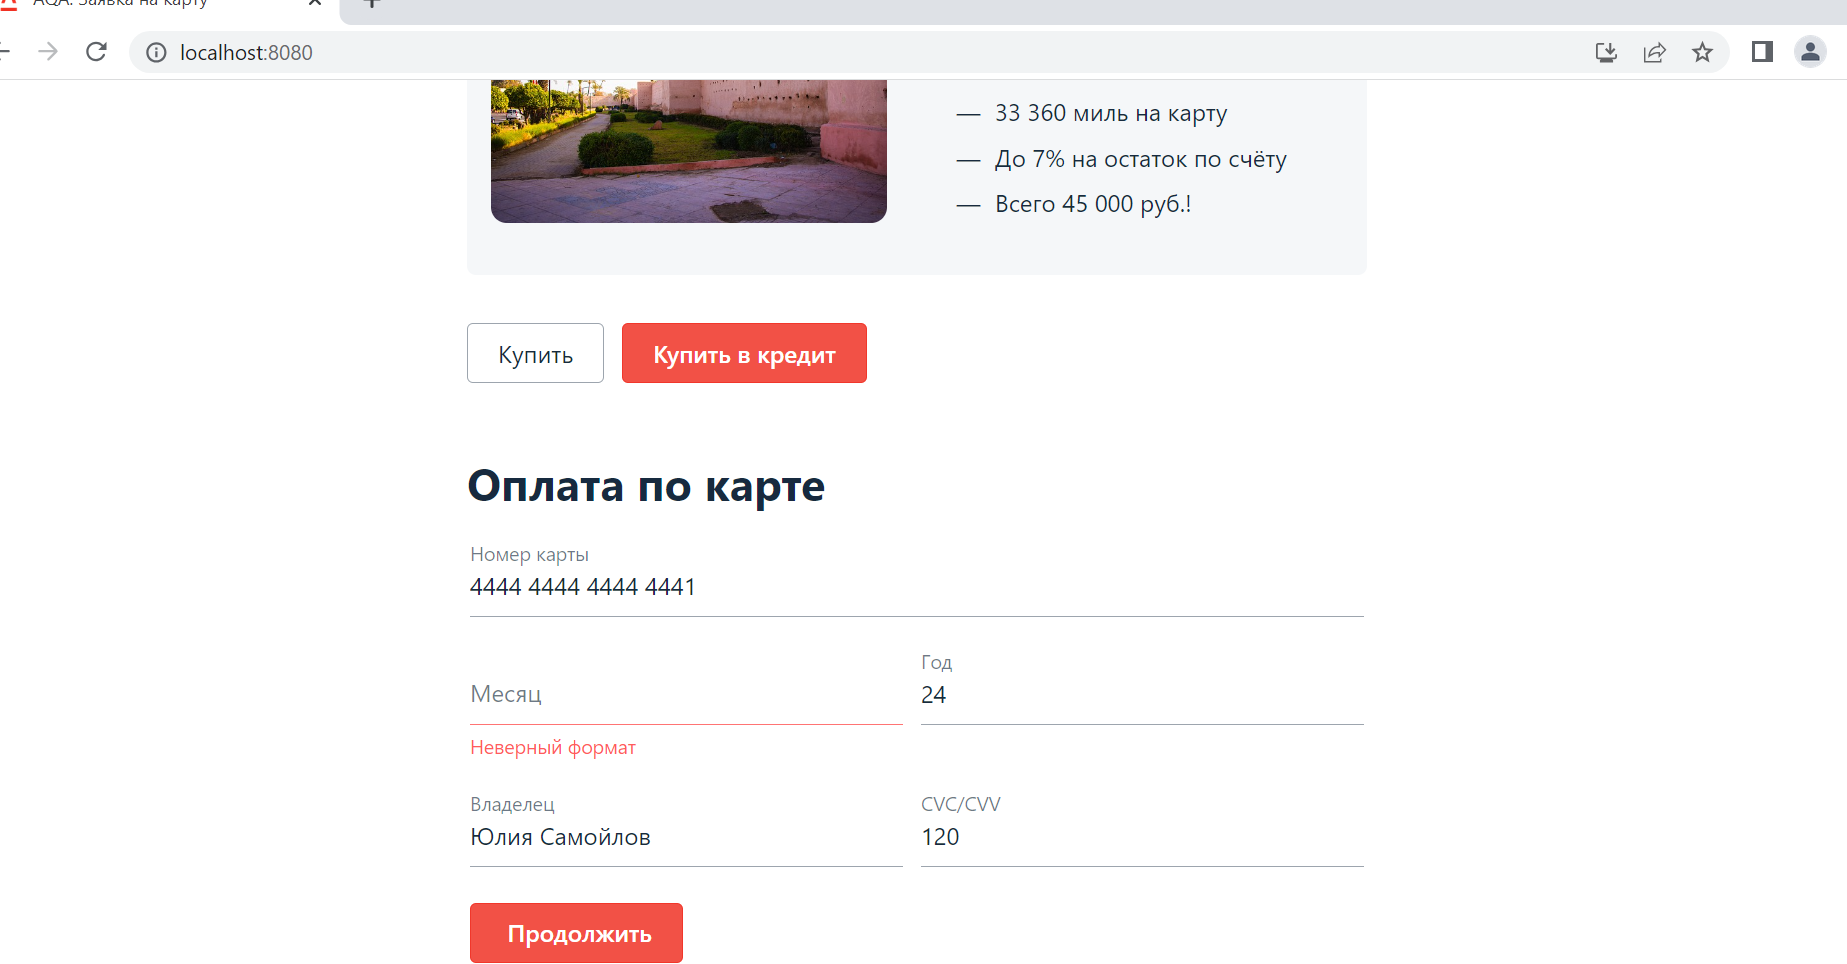 AQA: Заявка на карту
localhost:8080
— 33 360 миль на карту
— До 7% на остаток по счёту
— Всего 45 000 руб.!
Купить
Купить в кредит
Оплата по карте
Номер карты
4444 4444 4444 4441
Год
Месяц
24
Неверный формат
Владелец
CVC/CVV
Юлия Самойлов
120
Продолжить